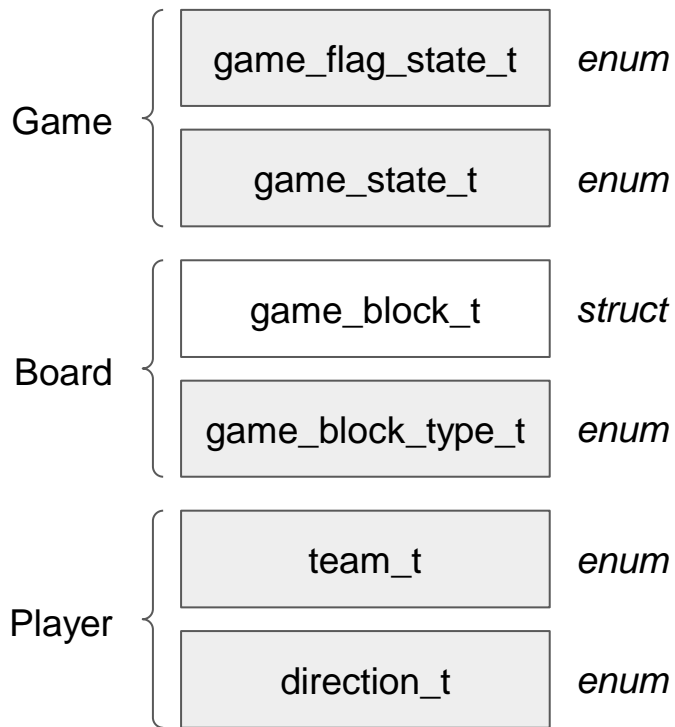 Game
game_flag_state_t enum
game_state_t enum
Board
game_block_t struct
game_block_type_t enum
Player
team_t enum
direction_t enum